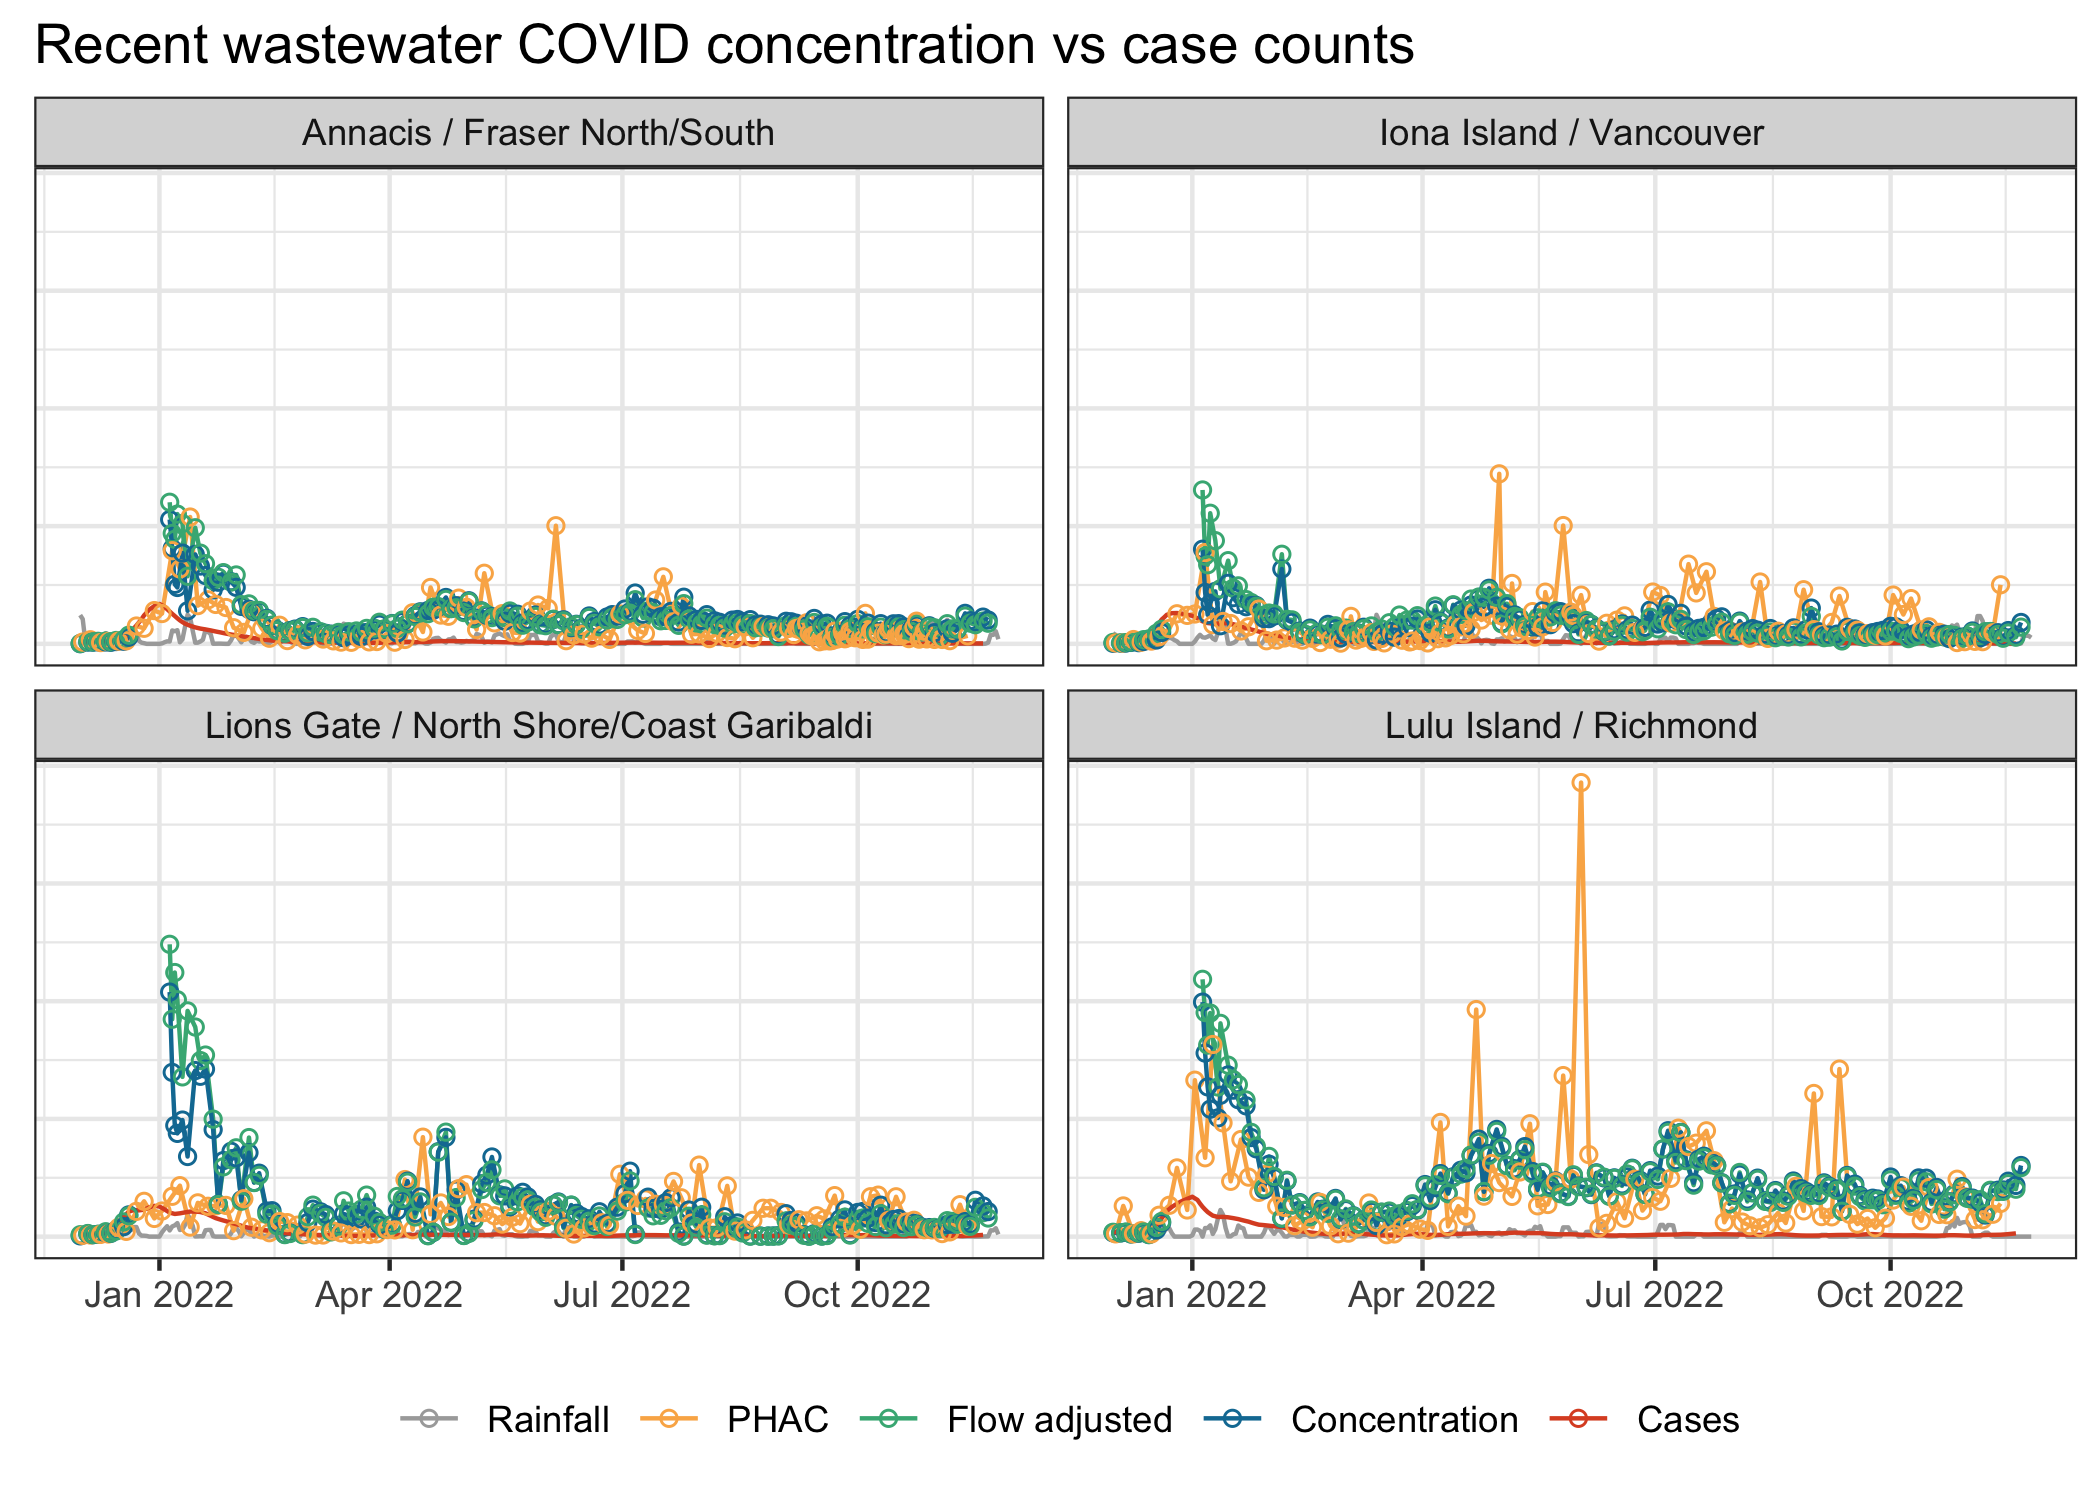 Recent wastewater COVID concentration vs case counts
Annacis / Fraser North/South
Iona Island / Vancouver
Lions Gate / North Shore/Coast Garibaldi
Lulu Island / Richmond
Jan 2022 Apr 2022 Jul 2022 Oct 2022
Jan 2022 Apr 2022 Jul 2022 Oct 2022
Rainfall PHAC Flow adjusted Concentration Cases